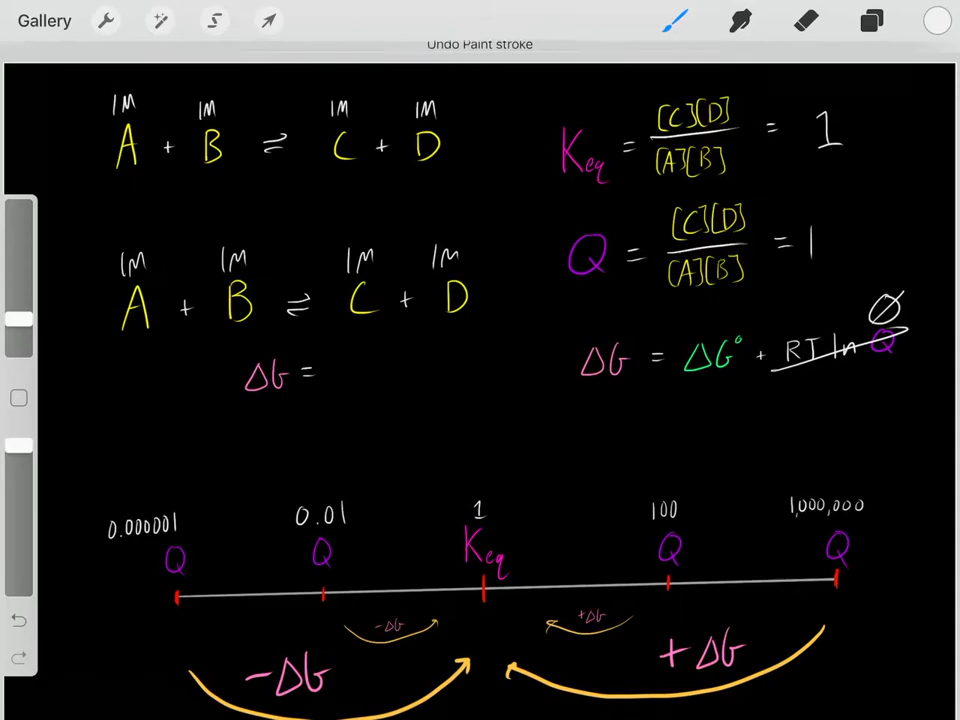 Gallery
Undo Paint stroke
1M 1M 1M 1M
A + B ⇌ C + D
Keq = [C][D] / [A][B] = 1
1M 1M 1M 1M
A + B ⇌ C + D
Q = [C][D] / [A][B] = 1
ΔG =
Ø
ΔG = ΔG° + RT ln Q
0.000001 0.01 1 100 1,000,000
Q Q Keq Q Q
-ΔG +ΔG
-ΔG +ΔG